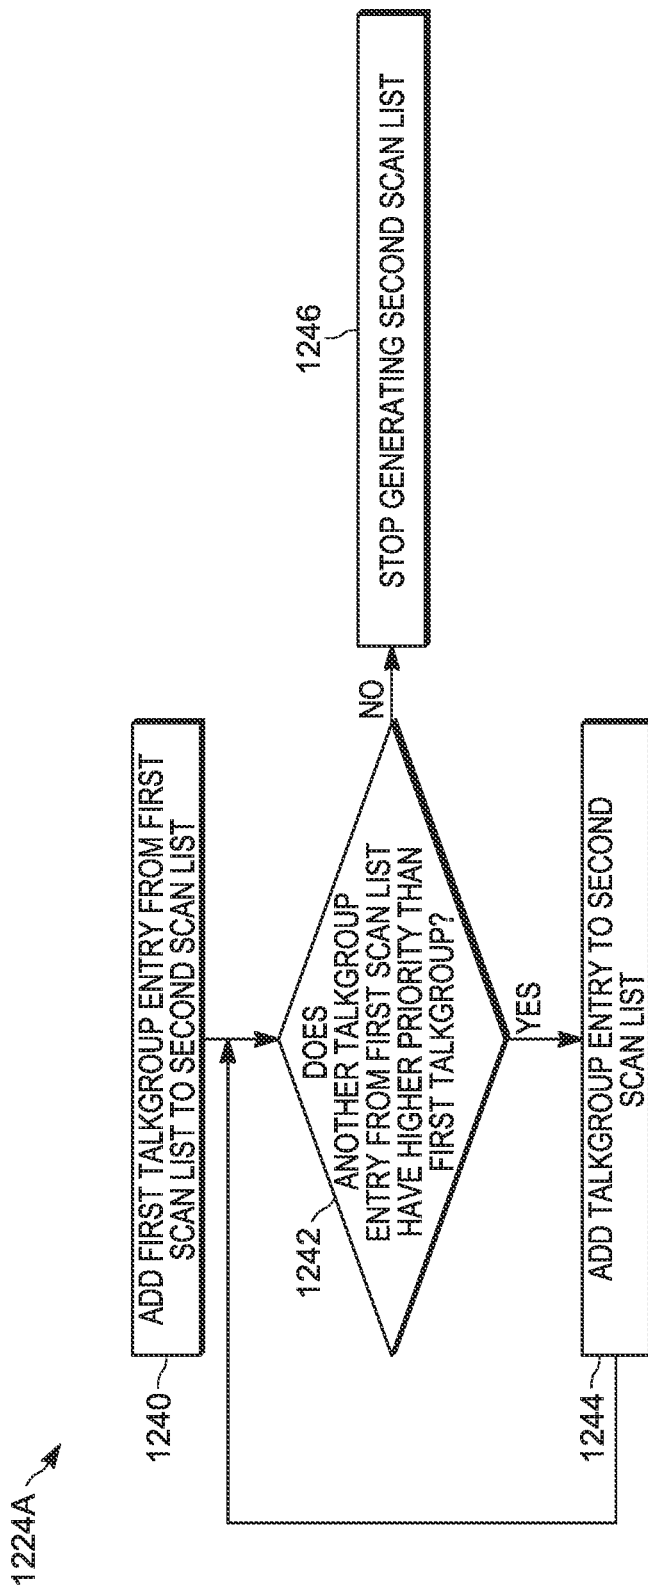 1224A
1240
ADD FIRST TALKGROUP ENTRY FROM FIRST
SCAN LIST TO SECOND SCAN LIST
1242
DOES
ANOTHER TALKGROUP
ENTRY FROM FIRST SCAN LIST
HAVE HIGHER PRIORITY THAN
FIRST TALKGROUP?
NO
1246
STOP GENERATING SECOND SCAN LIST
YES
1244
ADD TALKGROUP ENTRY TO SECOND
SCAN LIST